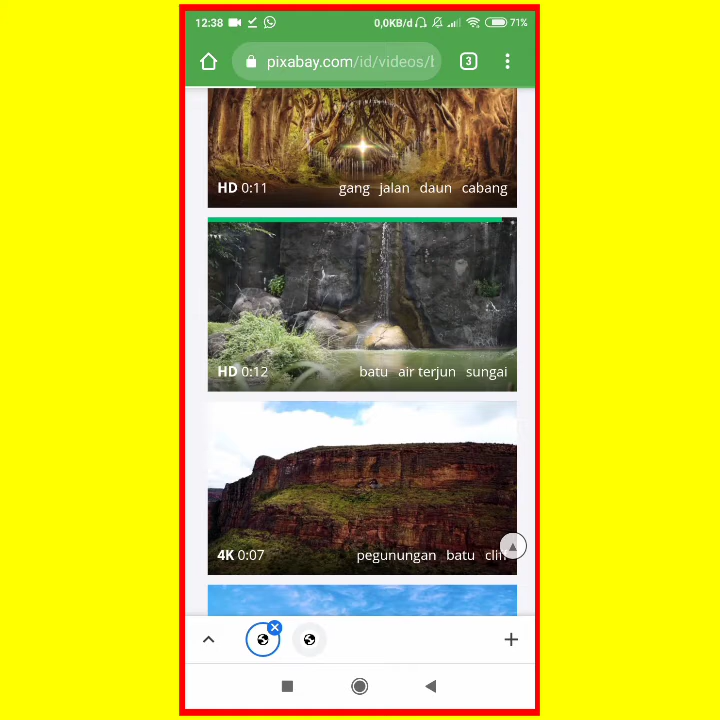 12:38 0,0KB/d 71%
pixabay.com/id/videos/b 3
HD 0:11 gang jalan daun cabang
HD 0:12 batu air terjun sungai
4K 0:07 pegunungan batu cliff